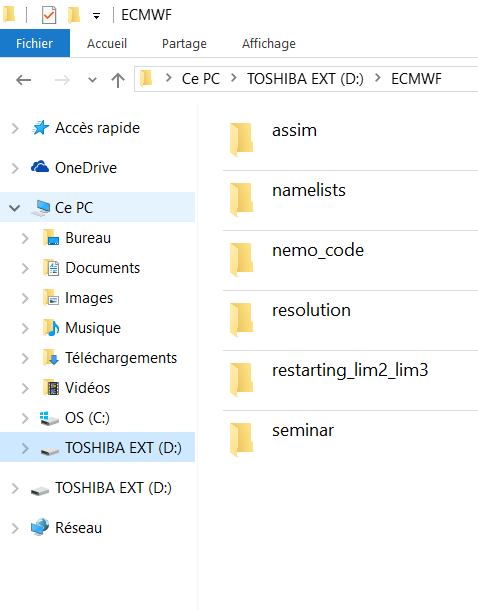 ECMWF
Fichier Accueil Partage Affichage
Ce PC TOSHIBA EXT (D:) ECMWF
Accès rapide
OneDrive
Ce PC
Bureau
Documents
Images
Musique
Téléchargements
Vidéos
OS (C:)
TOSHIBA EXT (D:)
TOSHIBA EXT (D:)
Réseau
assim
namelists
nemo_code
resolution
restarting_lim2_lim3
seminar